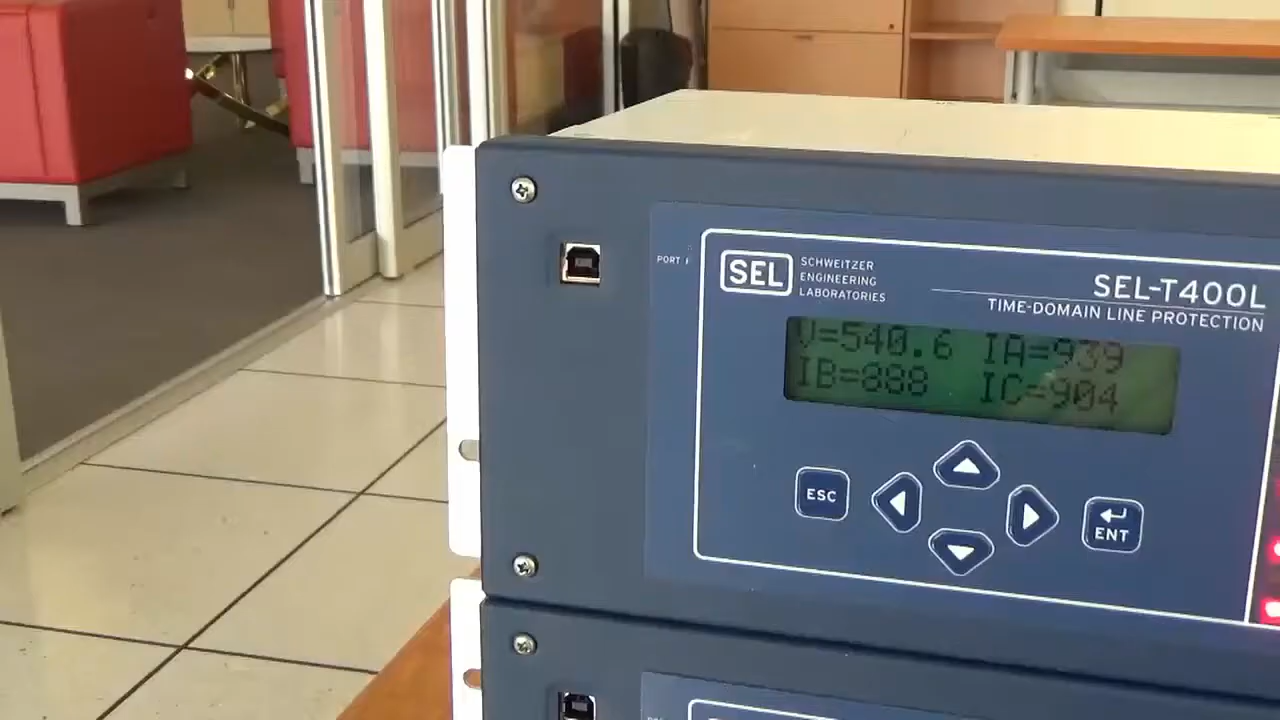 PORT F
SEL
SCHWEITZER
ENGINEERING
LABORATORIES
SEL-T400L
TIME-DOMAIN LINE PROTECTION
V=540.6 IA=939
IB=888 IC=904
ESC
ENT